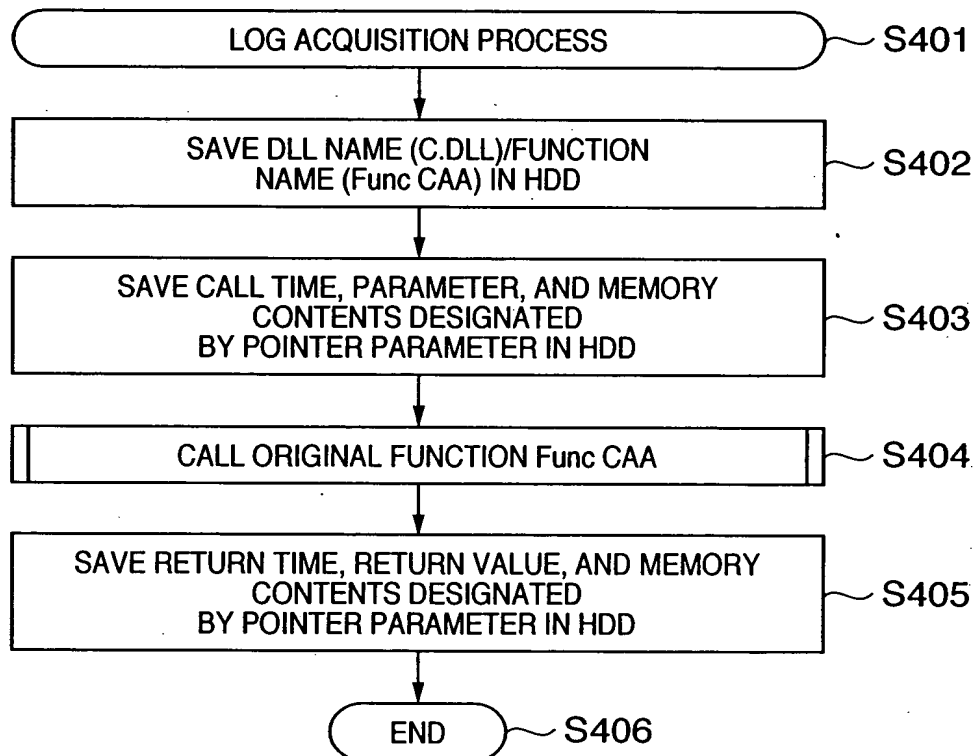 LOG ACQUISITION PROCESS
S401
SAVE DLL NAME (C.DLL)/FUNCTION
NAME (Func CAA) IN HDD
S402
SAVE CALL TIME, PARAMETER, AND MEMORY
CONTENTS DESIGNATED
BY POINTER PARAMETER IN HDD
S403
CALL ORIGINAL FUNCTION Func CAA
S404
SAVE RETURN TIME, RETURN VALUE, AND MEMORY
CONTENTS DESIGNATED
BY POINTER PARAMETER IN HDD
S405
END
S406